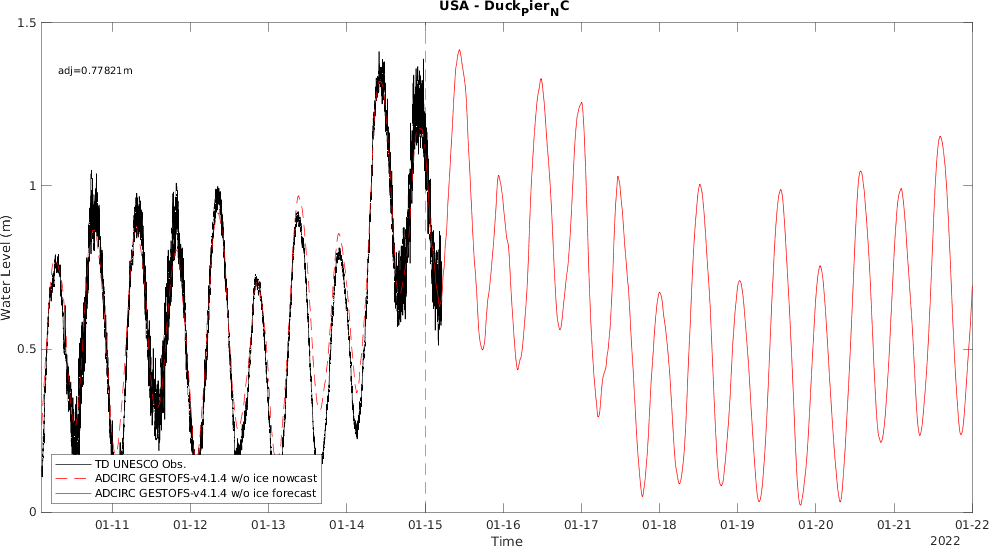 USA - DuckPierNC
1.5
adj=0.77821m
1
Water Level (m)
0.5
TD UNESCO Obs.
ADCIRC GESTOFS-v4.1.4 w/o ice nowcast
ADCIRC GESTOFS-v4.1.4 w/o ice forecast
0
01-11 01-12 01-13 01-14 01-15 01-16 01-17 01-18 01-19 01-20 01-21 01-22
Time
2022